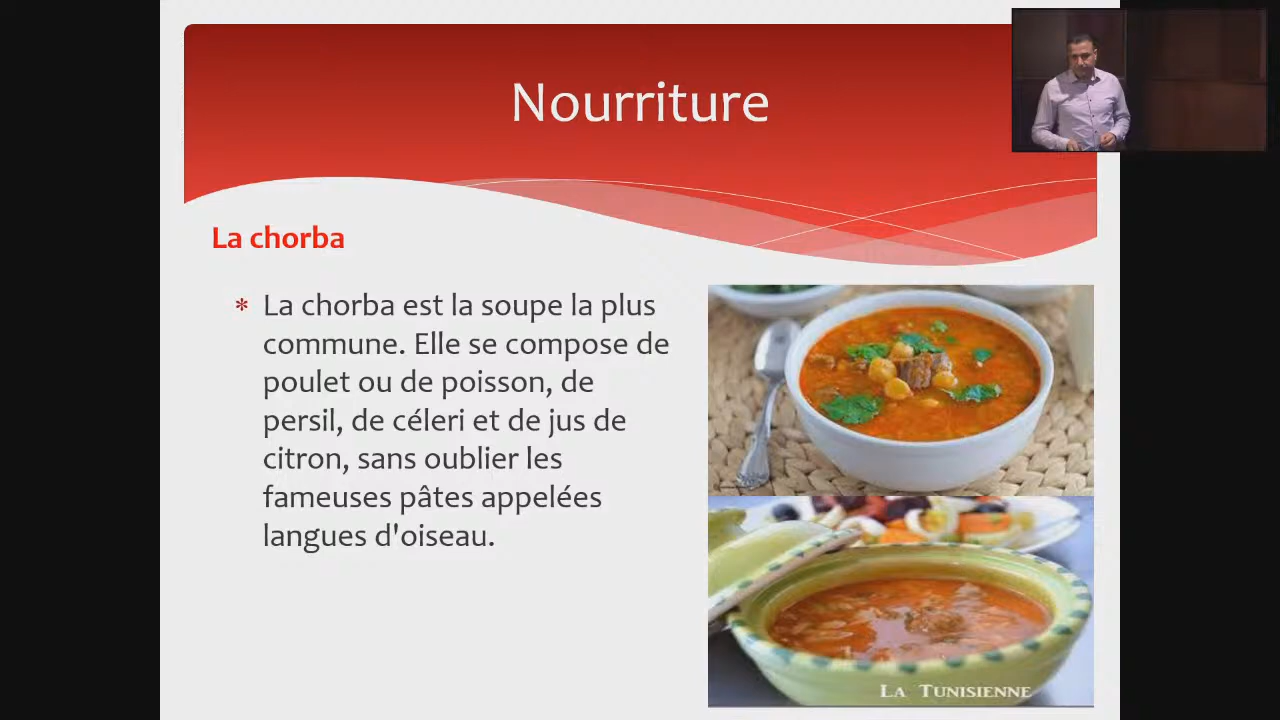 Nourriture
La chorba
* La chorba est la soupe la plus
commune. Elle se compose de
poulet ou de poisson, de
persil, de céleri et de jus de
citron, sans oublier les
fameuses pâtes appelées
langues d'oiseau.
La Tunisienne